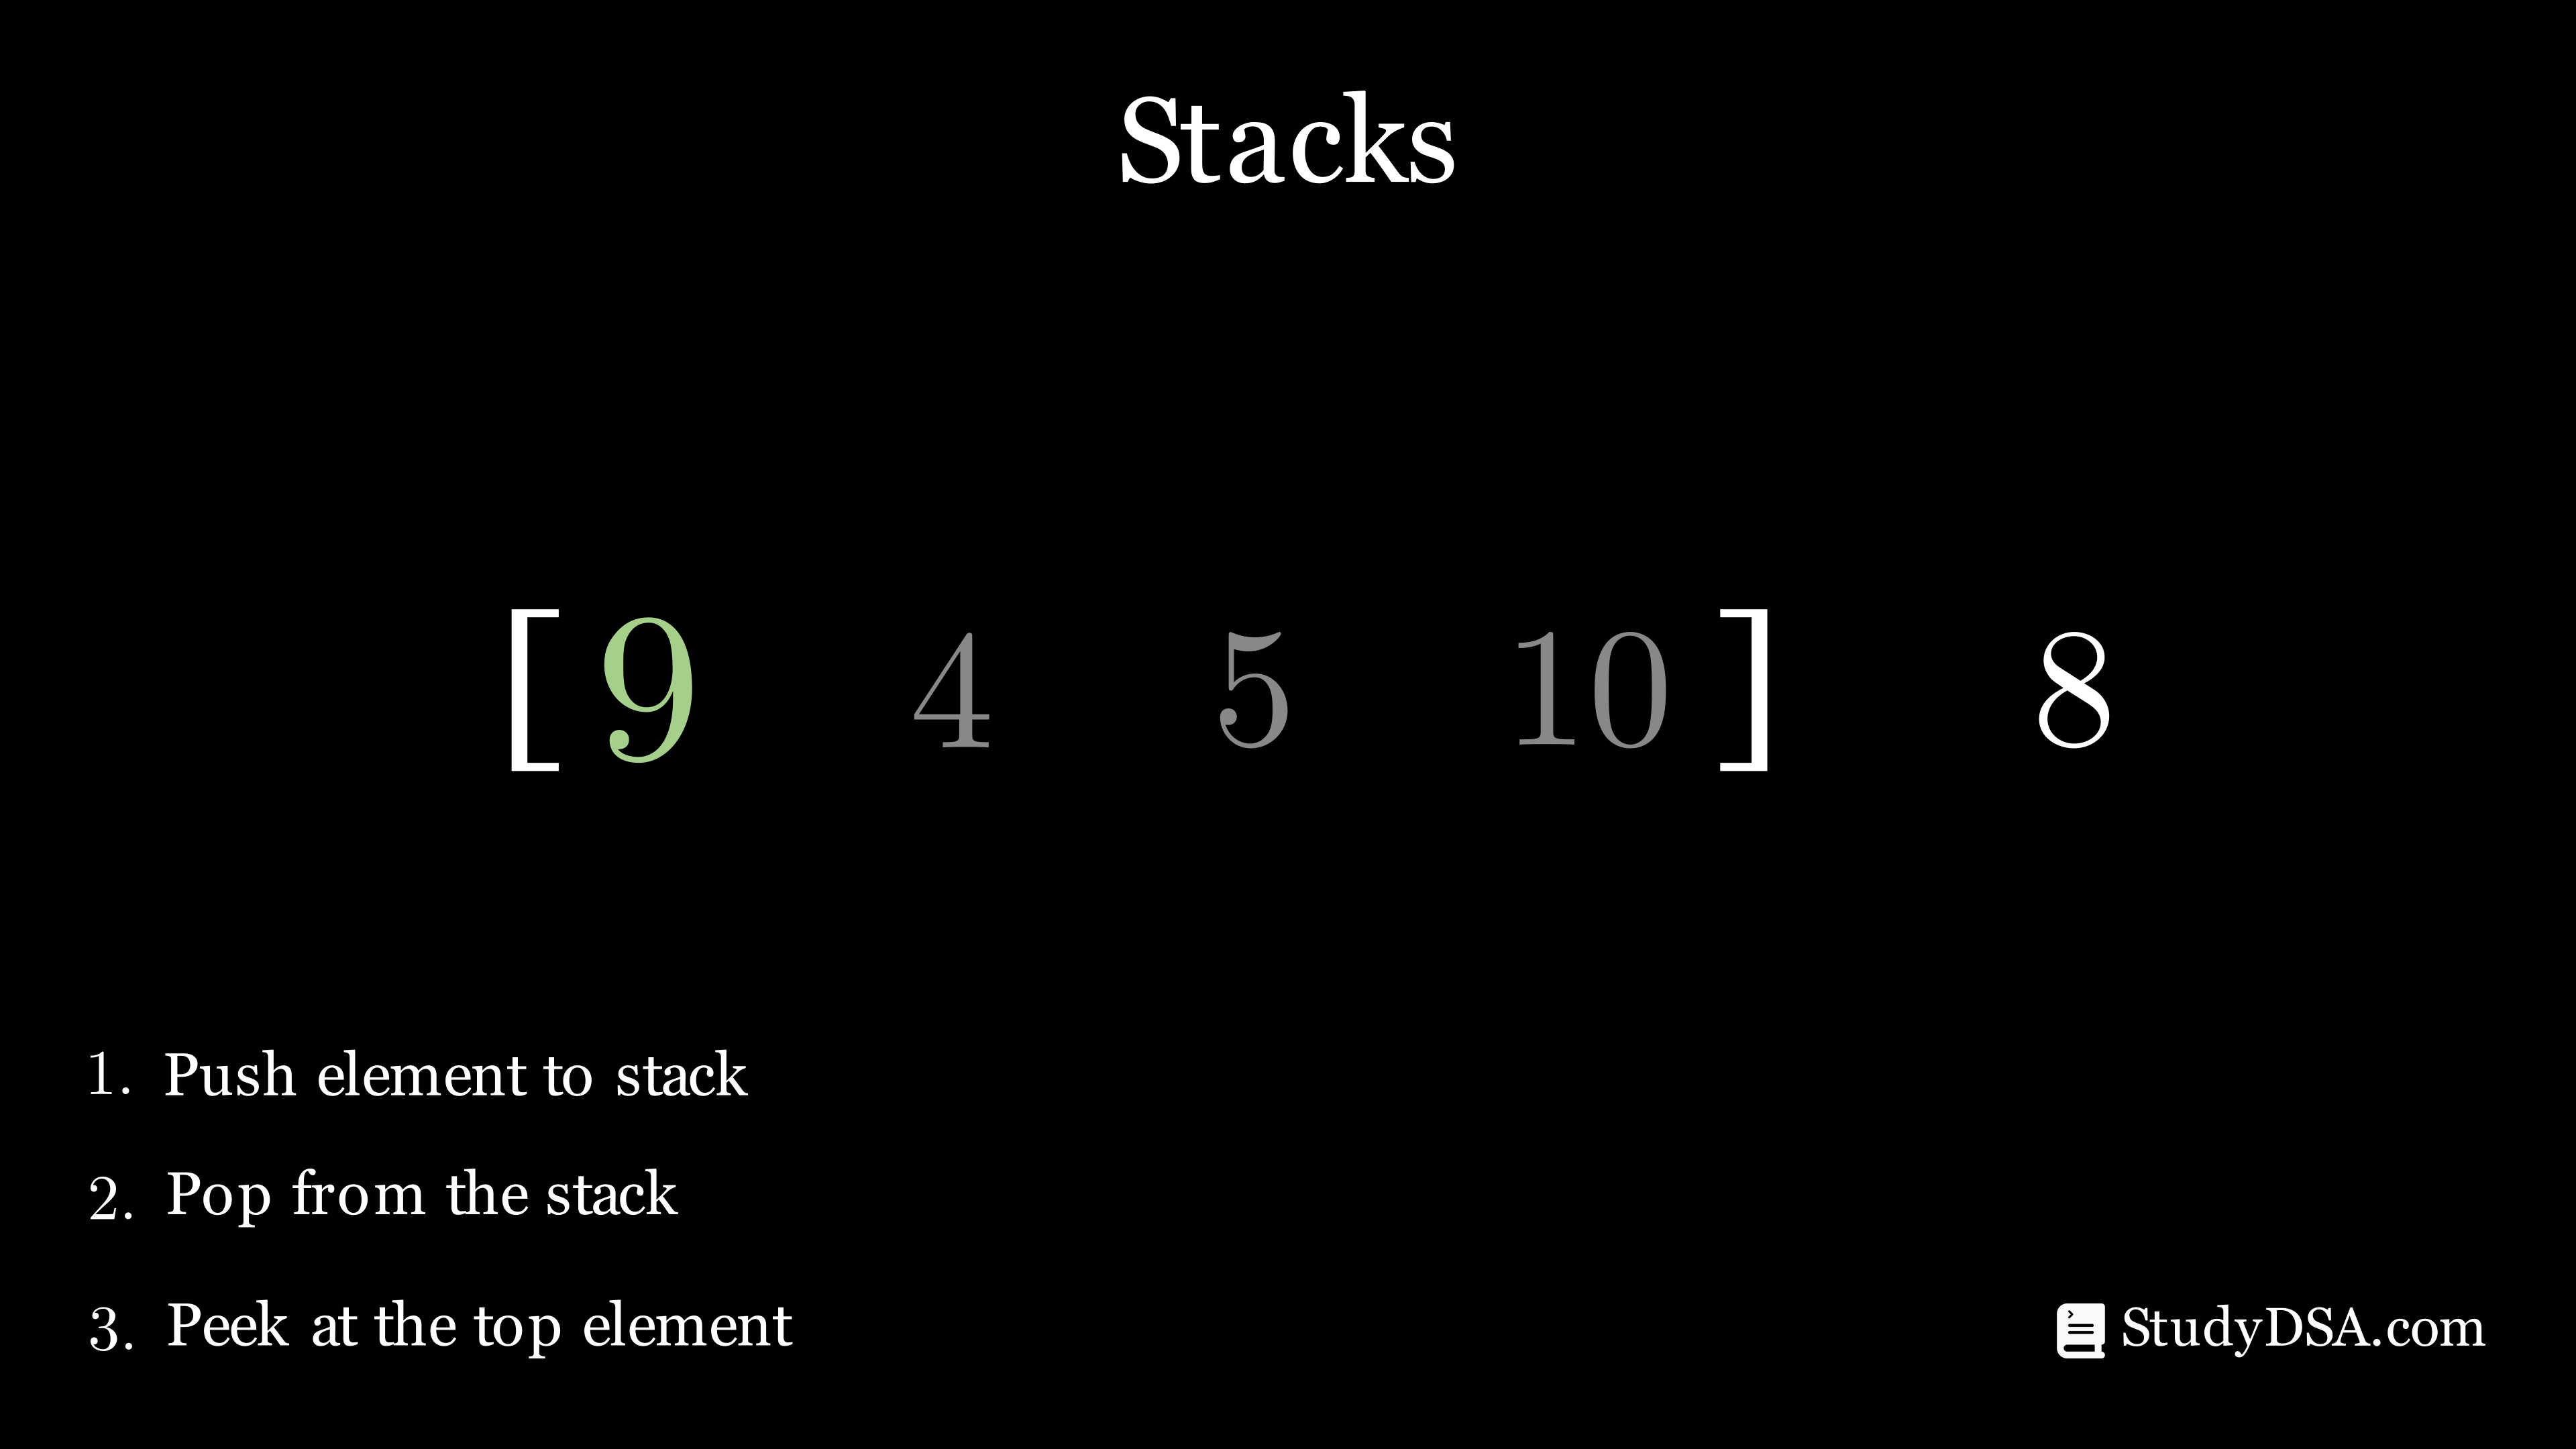 Stacks
[ 9 4 5 10 ] 8
1. Push element to stack
2. Pop from the stack
3. Peek at the top element
StudyDSA.com